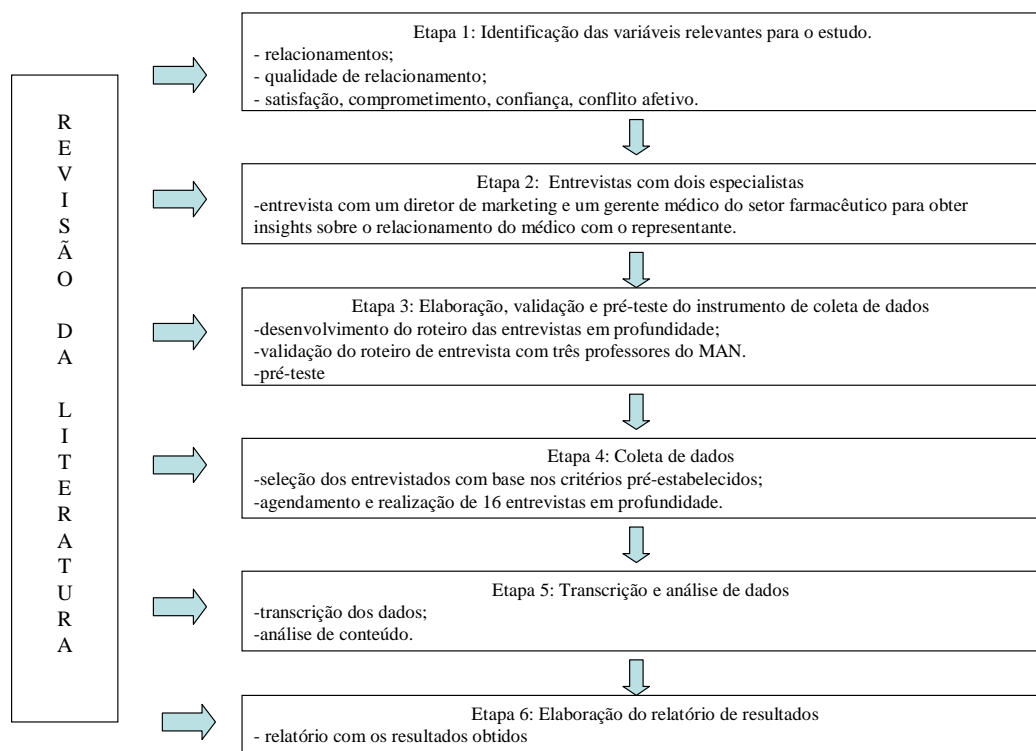 REVISÃO DA LITERATURA
Etapa 1: Identificação das variáveis relevantes para o estudo.
- relacionamentos;
- qualidade de relacionamento;
- satisfação, comprometimento, confiança, conflito afetivo.
Etapa 2: Entrevistas com dois especialistas
-entrevista com um diretor de marketing e um gerente médico do setor farmacêutico para obter
insights sobre o relacionamento do médico com o representante.
Etapa 3: Elaboração, validação e pré-teste do instrumento de coleta de dados
-desenvolvimento do roteiro das entrevistas em profundidade;
-validação do roteiro de entrevista com três professores do MAN.
-pré-teste
Etapa 4: Coleta de dados
-seleção dos entrevistados com base nos critérios pré-estabelecidos;
-agendamento e realização de 16 entrevistas em profundidade.
Etapa 5: Transcrição e análise de dados
-transcrição dos dados;
-análise de conteúdo.
Etapa 6: Elaboração do relatório de resultados
- relatório com os resultados obtidos